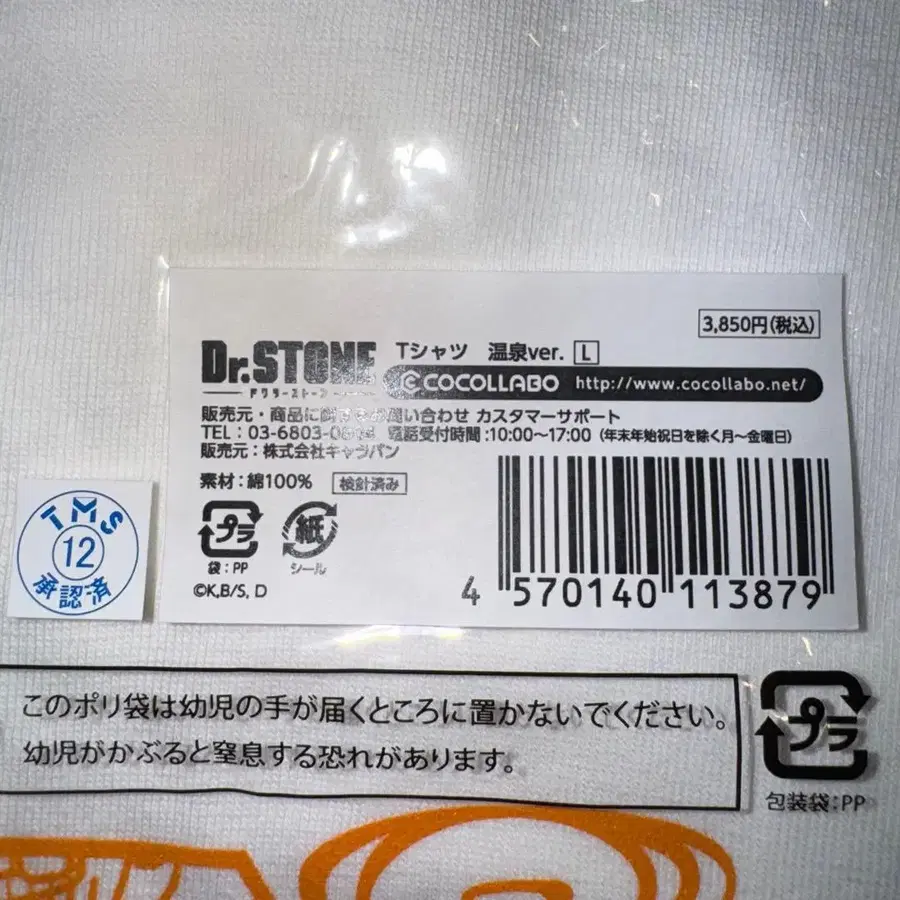 3,850円(税込)
Dr.STONE Tシャツ 温泉ver. L
ドクターストーン
COCOLLABO http://www.cocollabo.net/
販売元・商品に関するお問い合わせ カスタマーサポート
TEL:03-6803- 電話受付時間:10:00〜17:00 (年末年始祝日を除く月〜金曜日)
販売元:株式会社キャラバン
素材:綿100% 検針済み
プラ 紙
袋:PP シール
©K,B/S, D
4 570140 113879
TMS
12
承認済
このポリ袋は幼児の手が届くところに置かないでください。
幼児がかぶると窒息する恐れがあります。
プラ
包装袋:PP